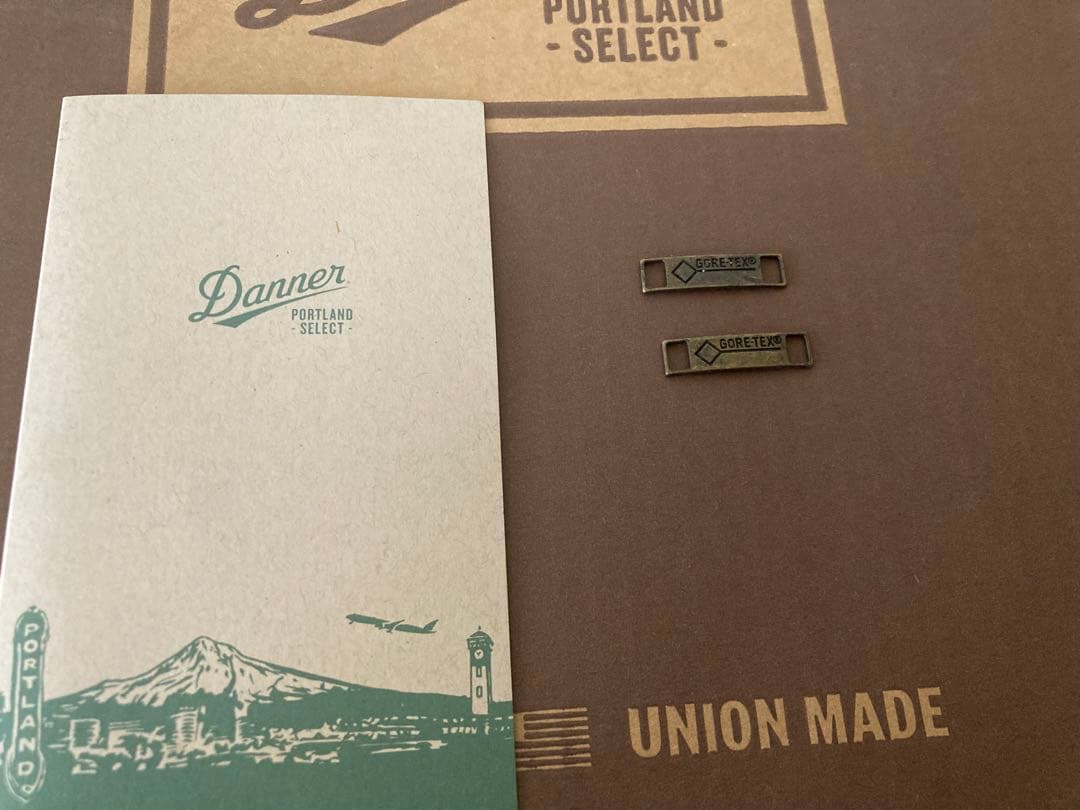 PORTLAND
- SELECT -
Danner
PORTLAND
- SELECT -
GORE-TEX®
GORE-TEX®
PORTLAND
UNION MADE